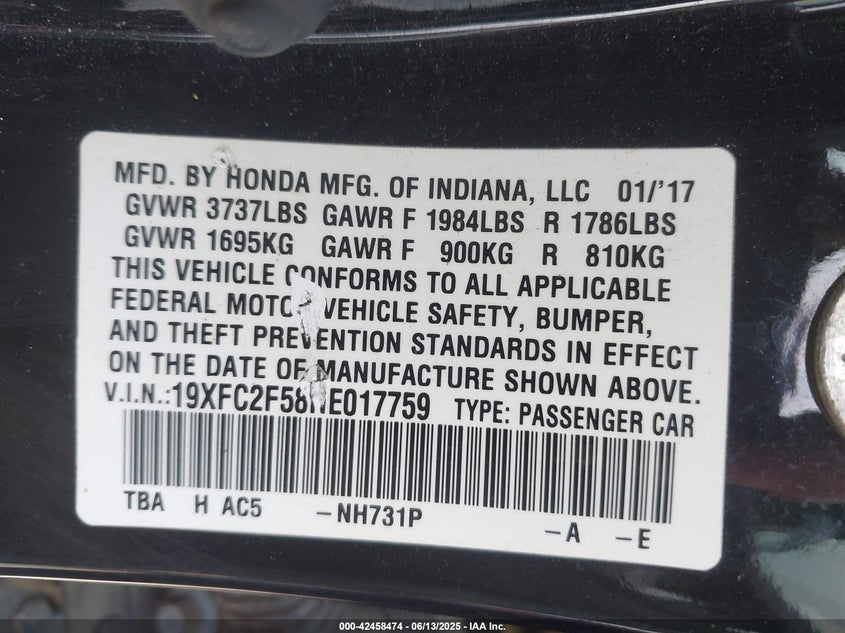 MFD. BY HONDA MFG. OF INDIANA, LLC 01/'17
GVWR 3737LBS GAWR F 1984LBS R 1786LBS
GVWR 1695KG GAWR F 900KG R 810KG
THIS VEHICLE CONFORMS TO ALL APPLICABLE
FEDERAL MOTOR VEHICLE SAFETY, BUMPER,
AND THEFT PREVENTION STANDARDS IN EFFECT
ON THE DATE OF MANUFACTURE SHOWN ABOVE.
V.I.N.: TYPE: PASSENGER CAR
TBA H AC5 -NH731P -A -E
000-42458474 | 06/13/2025 - IAA Inc.